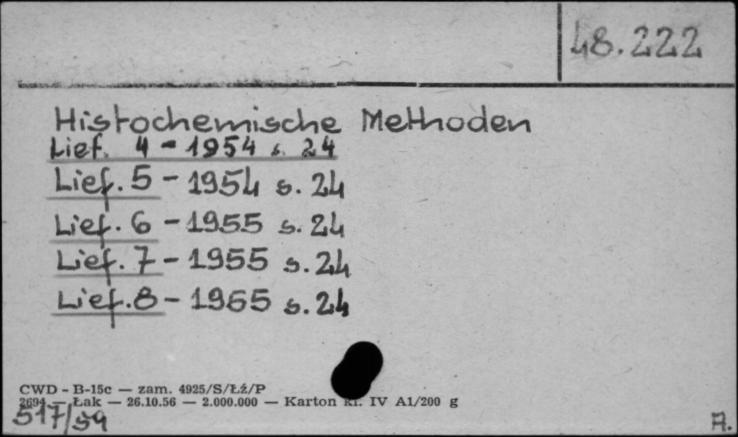 48.222
Histochemische Methoden
Lief. 4 - 1954 s. 24
Lief. 5 - 1954 s. 24
Lief. 6 - 1955 s. 24
Lief. 7 - 1955 s. 24
Lief. 8 - 1955 s. 24
CWD - B-15c — zam. 4925/S/Łź/P
2694 — Łak — 26.10.56 — 2.000.000 — Karton kl. IV A1/200 g
517/59
A.